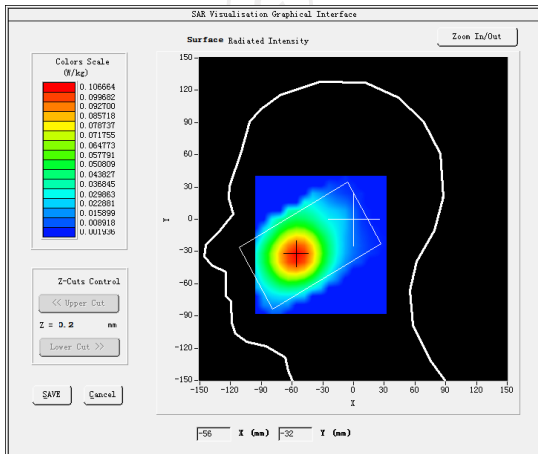 SAR Visualisation Graphical Interface
Surface Radiated Intensity
Zoom In/Out
Colors Scale
(W/kg)
0.106664
0.099682
0.092700
0.085718
0.078737
0.071755
0.064773
0.057791
0.050809
0.043827
0.036845
0.029863
0.022881
0.015899
0.008918
0.001936
Z-Cuts Control
<< Upper Cut
Z = 0.2 mm
Lower Cut >>
SAVE
Cancel
150
120
90
60
30
0
-30
-60
-90
-120
-150
Y
-150 -120 -90 -60 -30 0 30 60 90 120 150
X
-56 X (mm) -32 Y (mm)